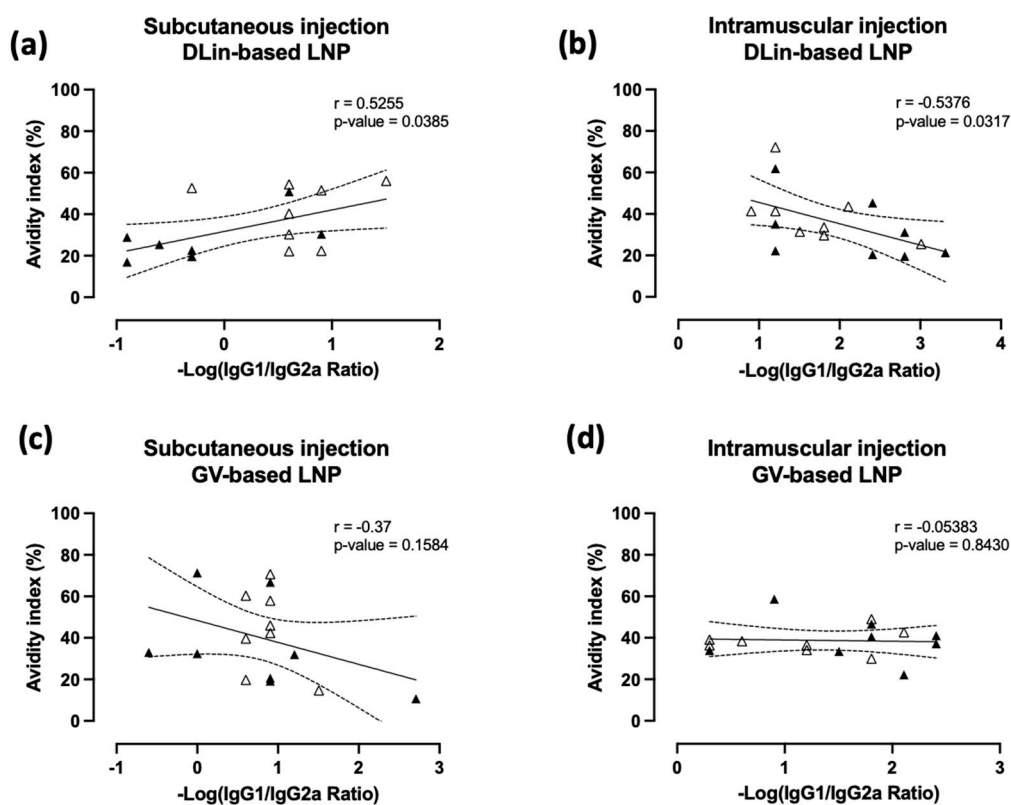 (a)
Subcutaneous injection
DLin-based LNP
r = 0.5255
p-value = 0.0385
Avidity index (%)
100
80
60
40
20
0
-1 0 1 2
-Log(IgG1/IgG2a Ratio)
(b)
Intramuscular injection
DLin-based LNP
r = -0.5376
p-value = 0.0317
Avidity index (%)
100
80
60
40
20
0
0 1 2 3 4
-Log(IgG1/IgG2a Ratio)
(c)
Subcutaneous injection
GV-based LNP
r = -0.37
p-value = 0.1584
Avidity index (%)
100
80
60
40
20
0
-1 0 1 2 3
-Log(IgG1/IgG2a Ratio)
(d)
Intramuscular injection
GV-based LNP
r = -0.05383
p-value = 0.8430
Avidity index (%)
100
80
60
40
20
0
0 1 2 3
-Log(IgG1/IgG2a Ratio)